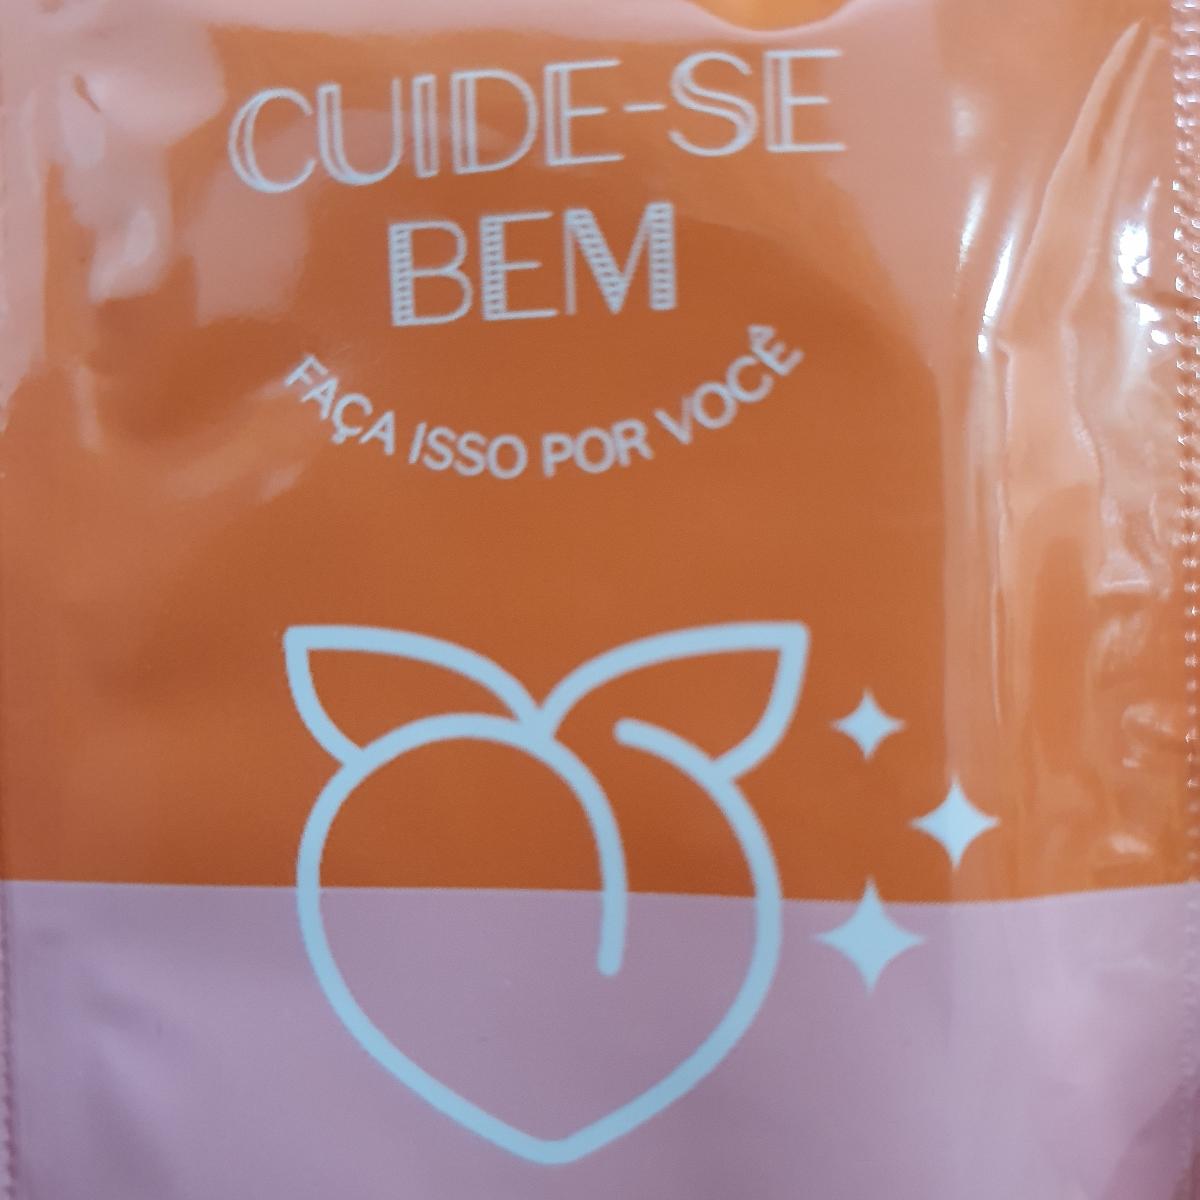 CUIDE-SE
BEM
FAÇA ISSO POR VOCÊ